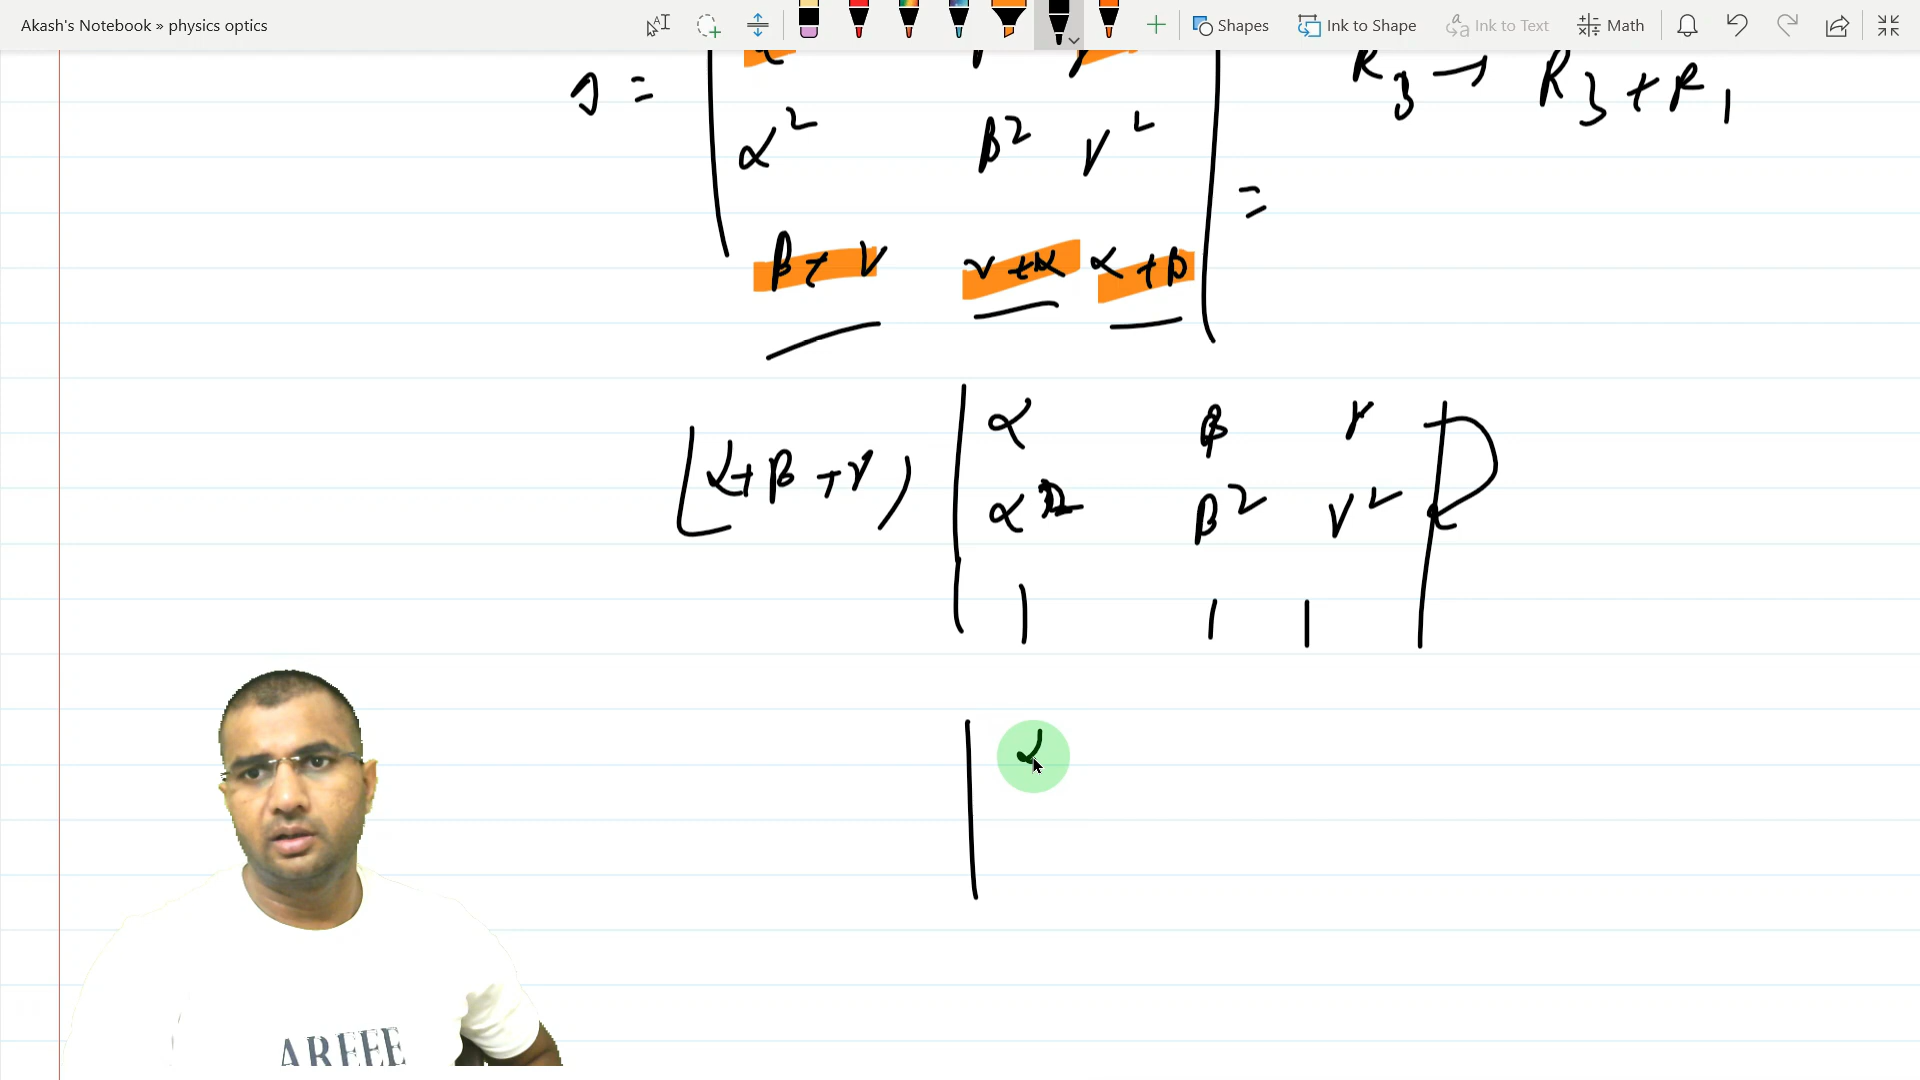 Akash's Notebook » physics optics
Shapes
Ink to Shape
Ink to Text
Math
Δ =
R3 → R3 + R1
α² β² γ²
=
β + γ γ + α α + β
(α + β + γ) α β γ
α² β² γ²
1 1 1
α
AREEE